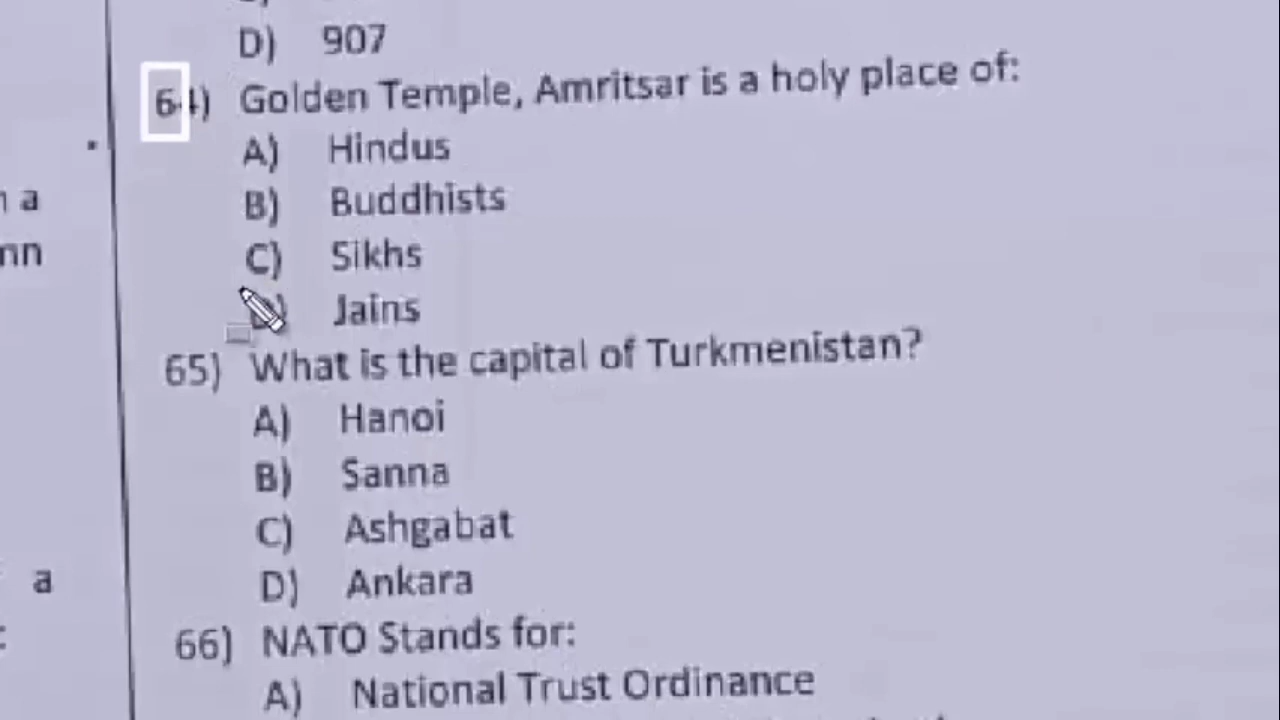 D) 907
64) Golden Temple, Amritsar is a holy place of:
A) Hindus
a
B) Buddhists
nn
C) Sikhs
Jains
65) What is the capital of Turkmenistan?
A) Hanoi
B) Sanna
C) Ashgabat
a
D) Ankara
66) NATO Stands for:
A) National Trust Ordinance